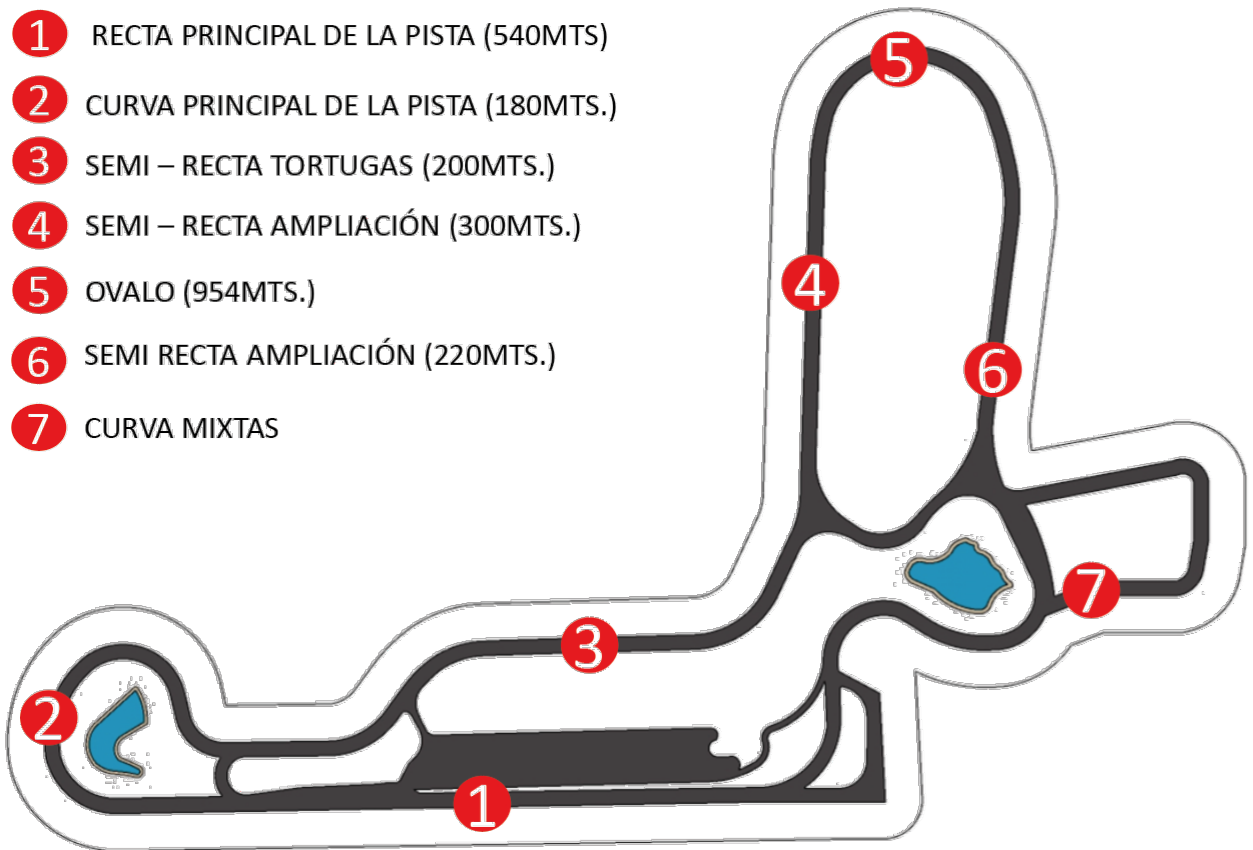 1 RECTA PRINCIPAL DE LA PISTA (540MTS)
2 CURVA PRINCIPAL DE LA PISTA (180MTS.)
3 SEMI – RECTA TORTUGAS (200MTS.)
4 SEMI – RECTA AMPLIACIÓN (300MTS.)
5 OVALO (954MTS.)
6 SEMI RECTA AMPLIACIÓN (220MTS.)
7 CURVA MIXTAS
5
4
6
7
3
2
1